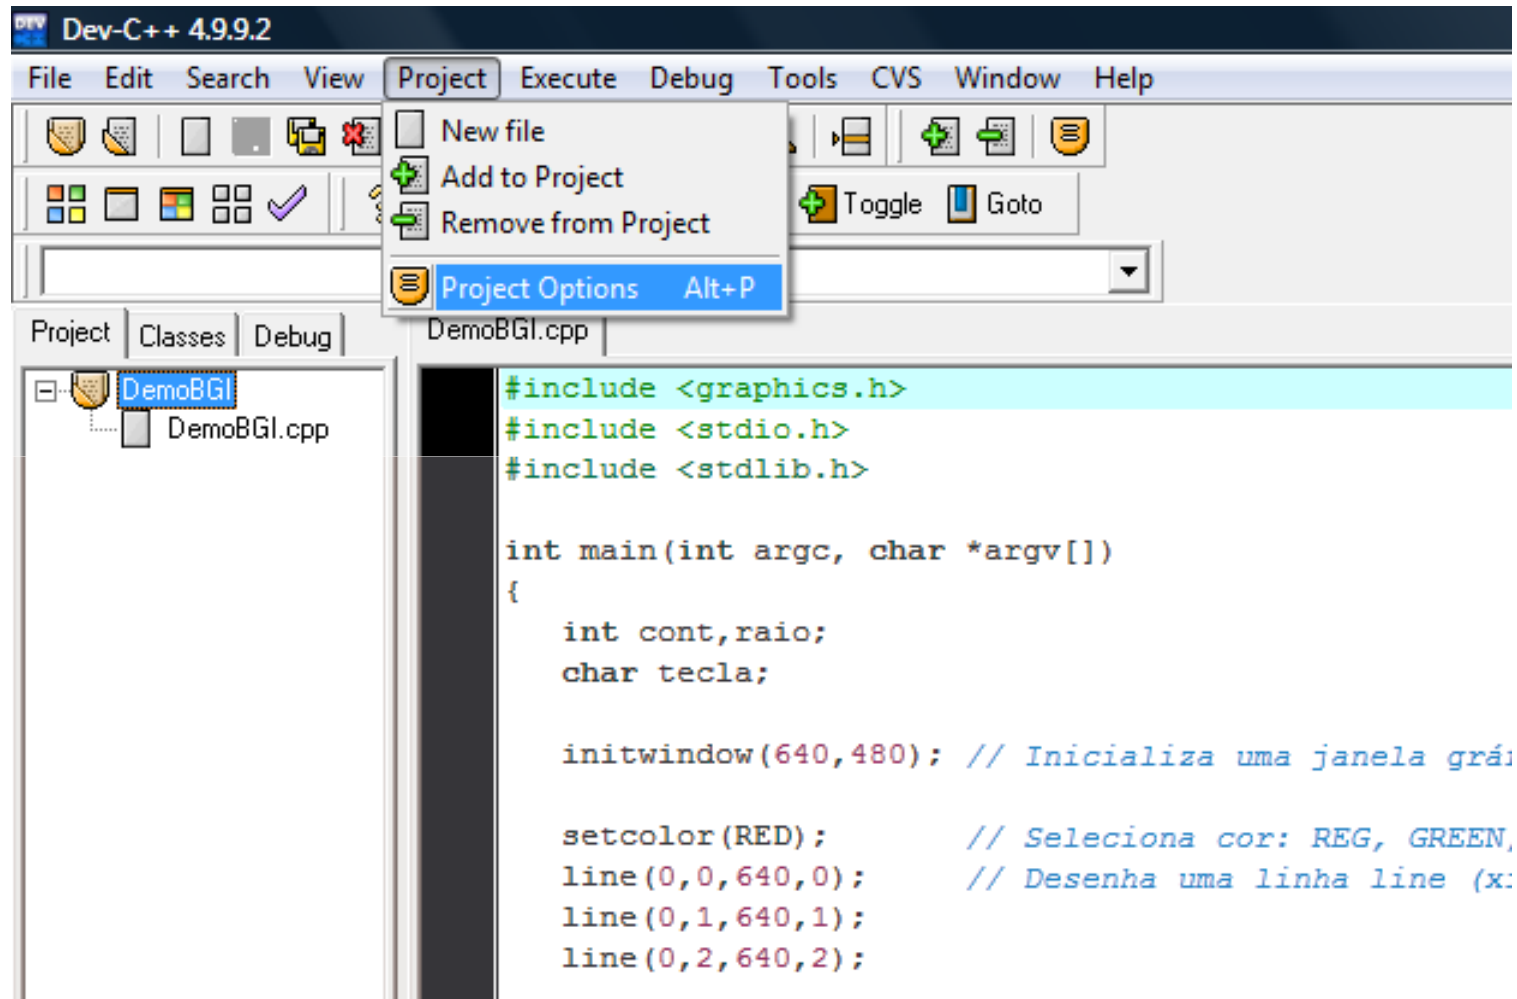 Dev-C++ 4.9.9.2
File Edit Search View Project Execute Debug Tools CVS Window Help
New file
Add to Project
Remove from Project
Project Options Alt+P
Toggle Goto
Project Classes Debug
DemoBGI
DemoBGI.cpp
DemoBGI.cpp
#include <graphics.h>
#include <stdio.h>
#include <stdlib.h>
int main(int argc, char *argv[])
{
int cont,raio;
char tecla;
initwindow(640,480); // Inicializa uma janela
setcolor(RED); // Seleciona cor: REG, GREEN,
line(0,0,640,0); // Desenha uma linha line
line(0,1,640,1);
line(0,2,640,2);